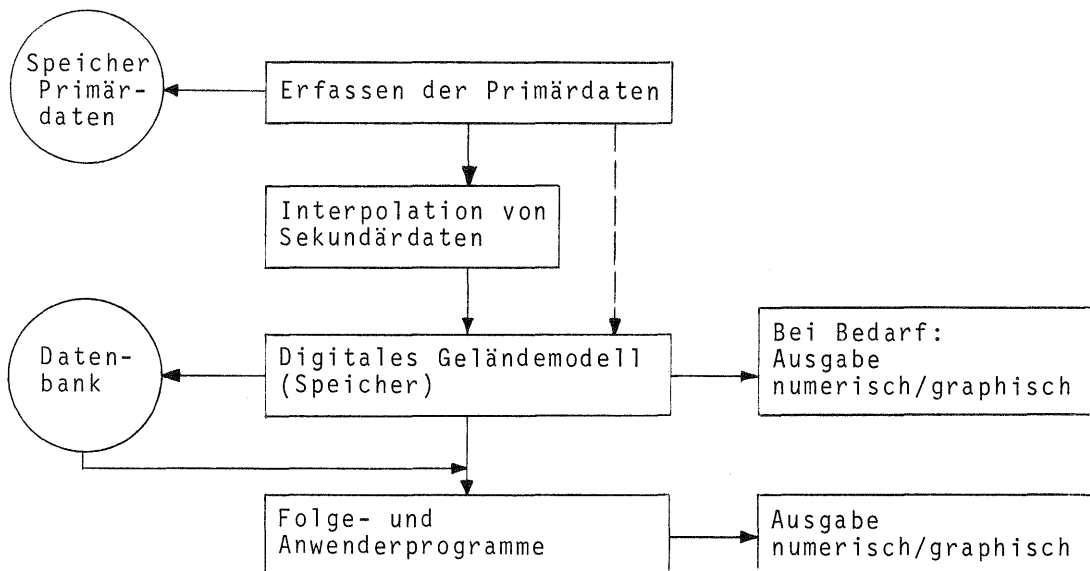 Speicher
Primär-
daten
Erfassen der Primärdaten
Interpolation von
Sekundärdaten
Daten-
bank
Digitales Geländemodell
(Speicher)
Bei Bedarf:
Ausgabe
numerisch/graphisch
Folge- und
Anwenderprogramme
Ausgabe
numerisch/graphisch